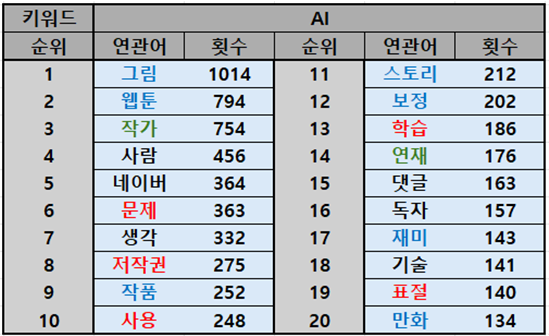 키워드 AI
순위 연관어 횟수 순위 연관어 횟수
1 그림 1014 11 스토리 212
2 웹툰 794 12 보정 202
3 작가 754 13 학습 186
4 사람 456 14 연재 176
5 네이버 364 15 댓글 163
6 문제 363 16 독자 157
7 생각 332 17 재미 143
8 저작권 275 18 기술 141
9 작품 252 19 표절 140
10 사용 248 20 만화 134